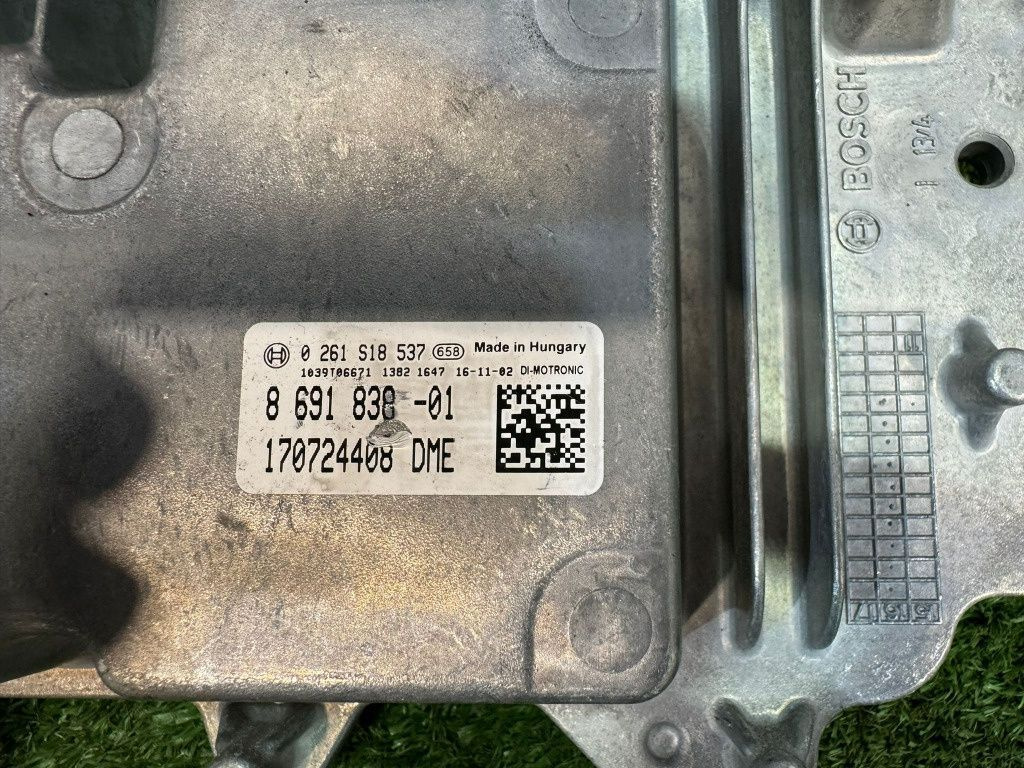 0 261 S18 537 658 Made in Hungary
1039T06671 1382 1647 16-11-02 DI-MOTRONIC
8 691 838 -01
170724408 DME
BOSCH
1 13/4